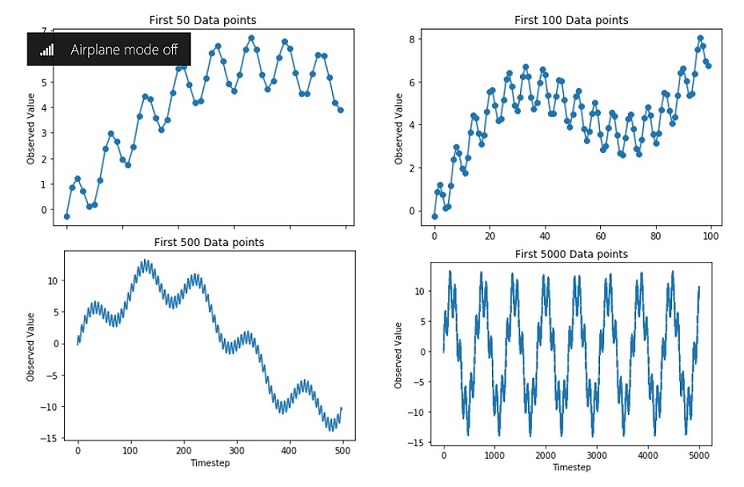 First 50 Data points
Airplane mode off
7
5
4
3
2
1
0
Observed Value
First 100 Data points
8
6
4
2
0
Observed Value
0 20 40 60 80 100
First 500 Data points
10
5
0
−5
−10
−15
Observed Value
0 100 200 300 400 500
Timestep
First 5000 Data points
10
5
0
−5
−10
−15
Observed Value
0 1000 2000 3000 4000 5000
Timestep